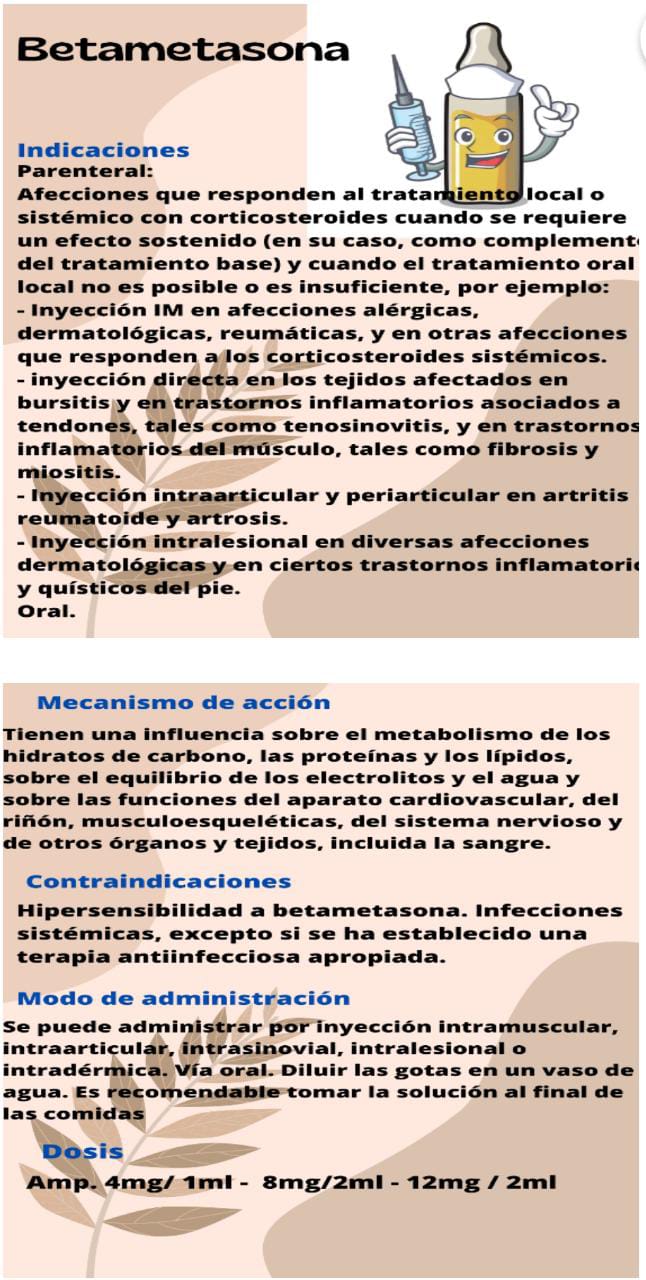 Betametasona
Indicaciones
Parenteral:
Afecciones que responden al tratamiento local o
sistémico con corticosteroides cuando se requiere
un efecto sostenido (en su caso, como complement
del tratamiento base) y cuando el tratamiento oral
local no es posible o es insuficiente, por ejemplo:
- Inyección IM en afecciones alérgicas,
dermatológicas, reumáticas, y en otras afecciones
que responden a los corticosteroides sistémicos.
- inyección directa en los tejidos afectados en
bursitis y en trastornos inflamatorios asociados a
tendones, tales como tenosinovitis, y en trastornos
inflamatorios del músculo, tales como fibrosis y
miositis.
- Inyección intraarticular y periarticular en artritis
reumatoide y artrosis.
- Inyección intralesional en diversas afecciones
dermatológicas y en ciertos trastornos inflamatori
y quísticos del pie.
Oral.
Mecanismo de acción
Tienen una influencia sobre el metabolismo de los
hidratos de carbono, las proteínas y los lípidos,
sobre el equilibrio de los electrolitos y el agua y
sobre las funciones del aparato cardiovascular, del
riñón, musculoesqueléticas, del sistema nervioso y
de otros órganos y tejidos, incluida la sangre.
Contraindicaciones
Hipersensibilidad a betametasona. Infecciones
sistémicas, excepto si se ha establecido una
terapia antiinfecciosa apropiada.
Modo de administración
Se puede administrar por inyección intramuscular,
intraarticular, intrasinovial, intralesional o
intradérmica. Vía oral. Diluir las gotas en un vaso de
agua. Es recomendable tomar la solución al final de
las comidas
Dosis
Amp. 4mg/ 1ml - 8mg/2ml - 12mg / 2ml